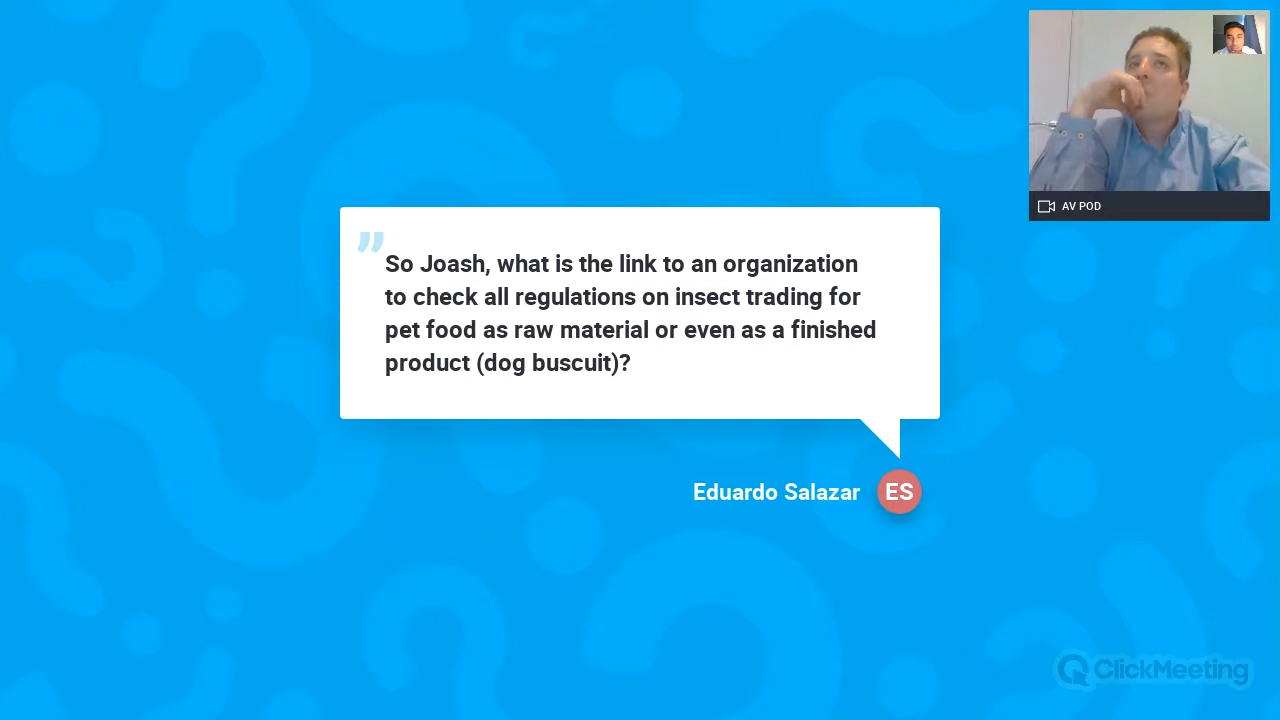 AV POD
" So Joash, what is the link to an organization
to check all regulations on insect trading for
pet food as raw material or even as a finished
product (dog buscuit)?
Eduardo Salazar ES
ClickMeeting